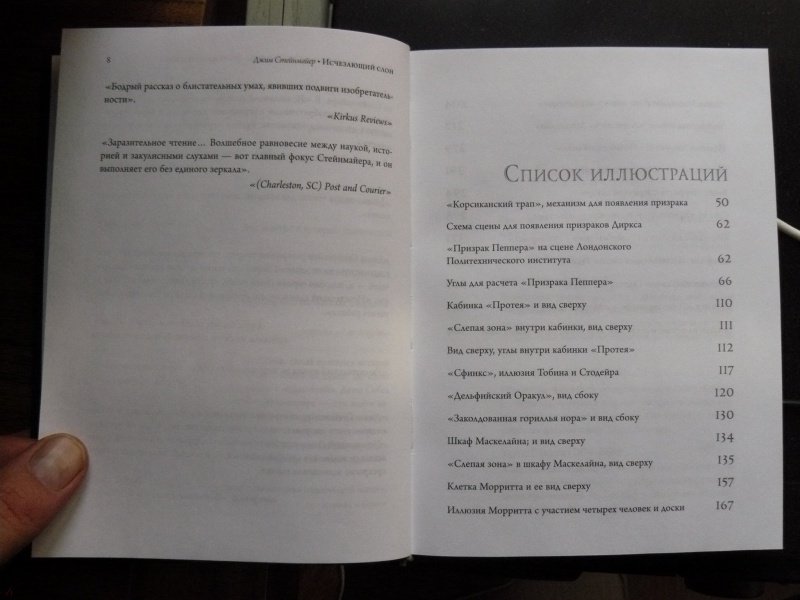 8
Джим Стейнмайер • Исчезающий слон
«Бодрый рассказ о блистательных умах, явивших подвиги изобретатель-
ности».
«Kirkus Reviews»
«Заразительное чтение… Волшебное равновесие между наукой, исто-
рией и закулисными слухами — вот главный фокус Стейнмайера, и он
выполняет его без единого зеркала».
«(Charleston, SC) Post and Courier»
Список иллюстраций
«Корсиканский трап», механизм для появления призрака 50
Схема сцены для появления призраков Диркса 62
«Призрак Пеппера» на сцене Лондонского
Политехнического института 62
Углы для расчета «Призрака Пеппера» 66
Кабинка «Протея» и вид сверху 110
«Слепая зона» внутри кабинки, вид сверху 111
Вид сверху, углы внутри кабинки «Протея» 112
«Сфинкс», иллюзия Тобина и Стодейра 117
«Дельфийский Оракул», вид сбоку 120
«Заколдованная гориллья нора» и вид сбоку 130
Шкаф Маскелайна; и вид сверху 134
«Слепая зона» в шкафу Маскелайна, вид сверху 135
Клетка Морритта и ее вид сверху 157
Иллюзия Морритта с участием четырех человек и доски 167